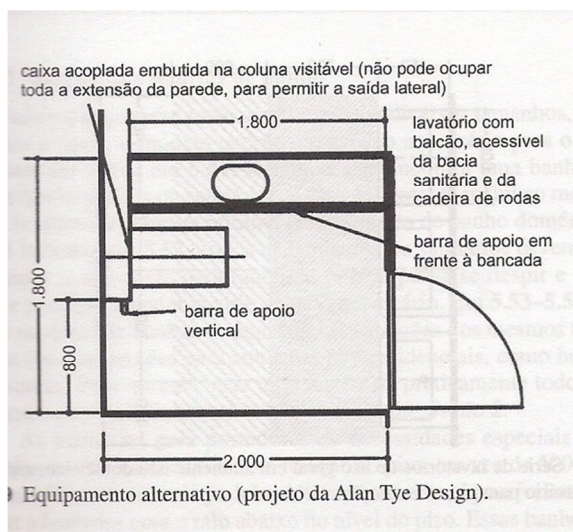 caixa acoplada embutida na coluna visitável (não pode ocupar
toda a extensão da parede, para permitir a saída lateral)
1.800
lavatório com
balcão, acessível
da bacia
sanitária e da
cadeira de rodas
barra de apoio em
frente à bancada
1.800
barra de apoio
vertical
800
2.000
Equipamento alternativo (projeto da Alan Tye Design).